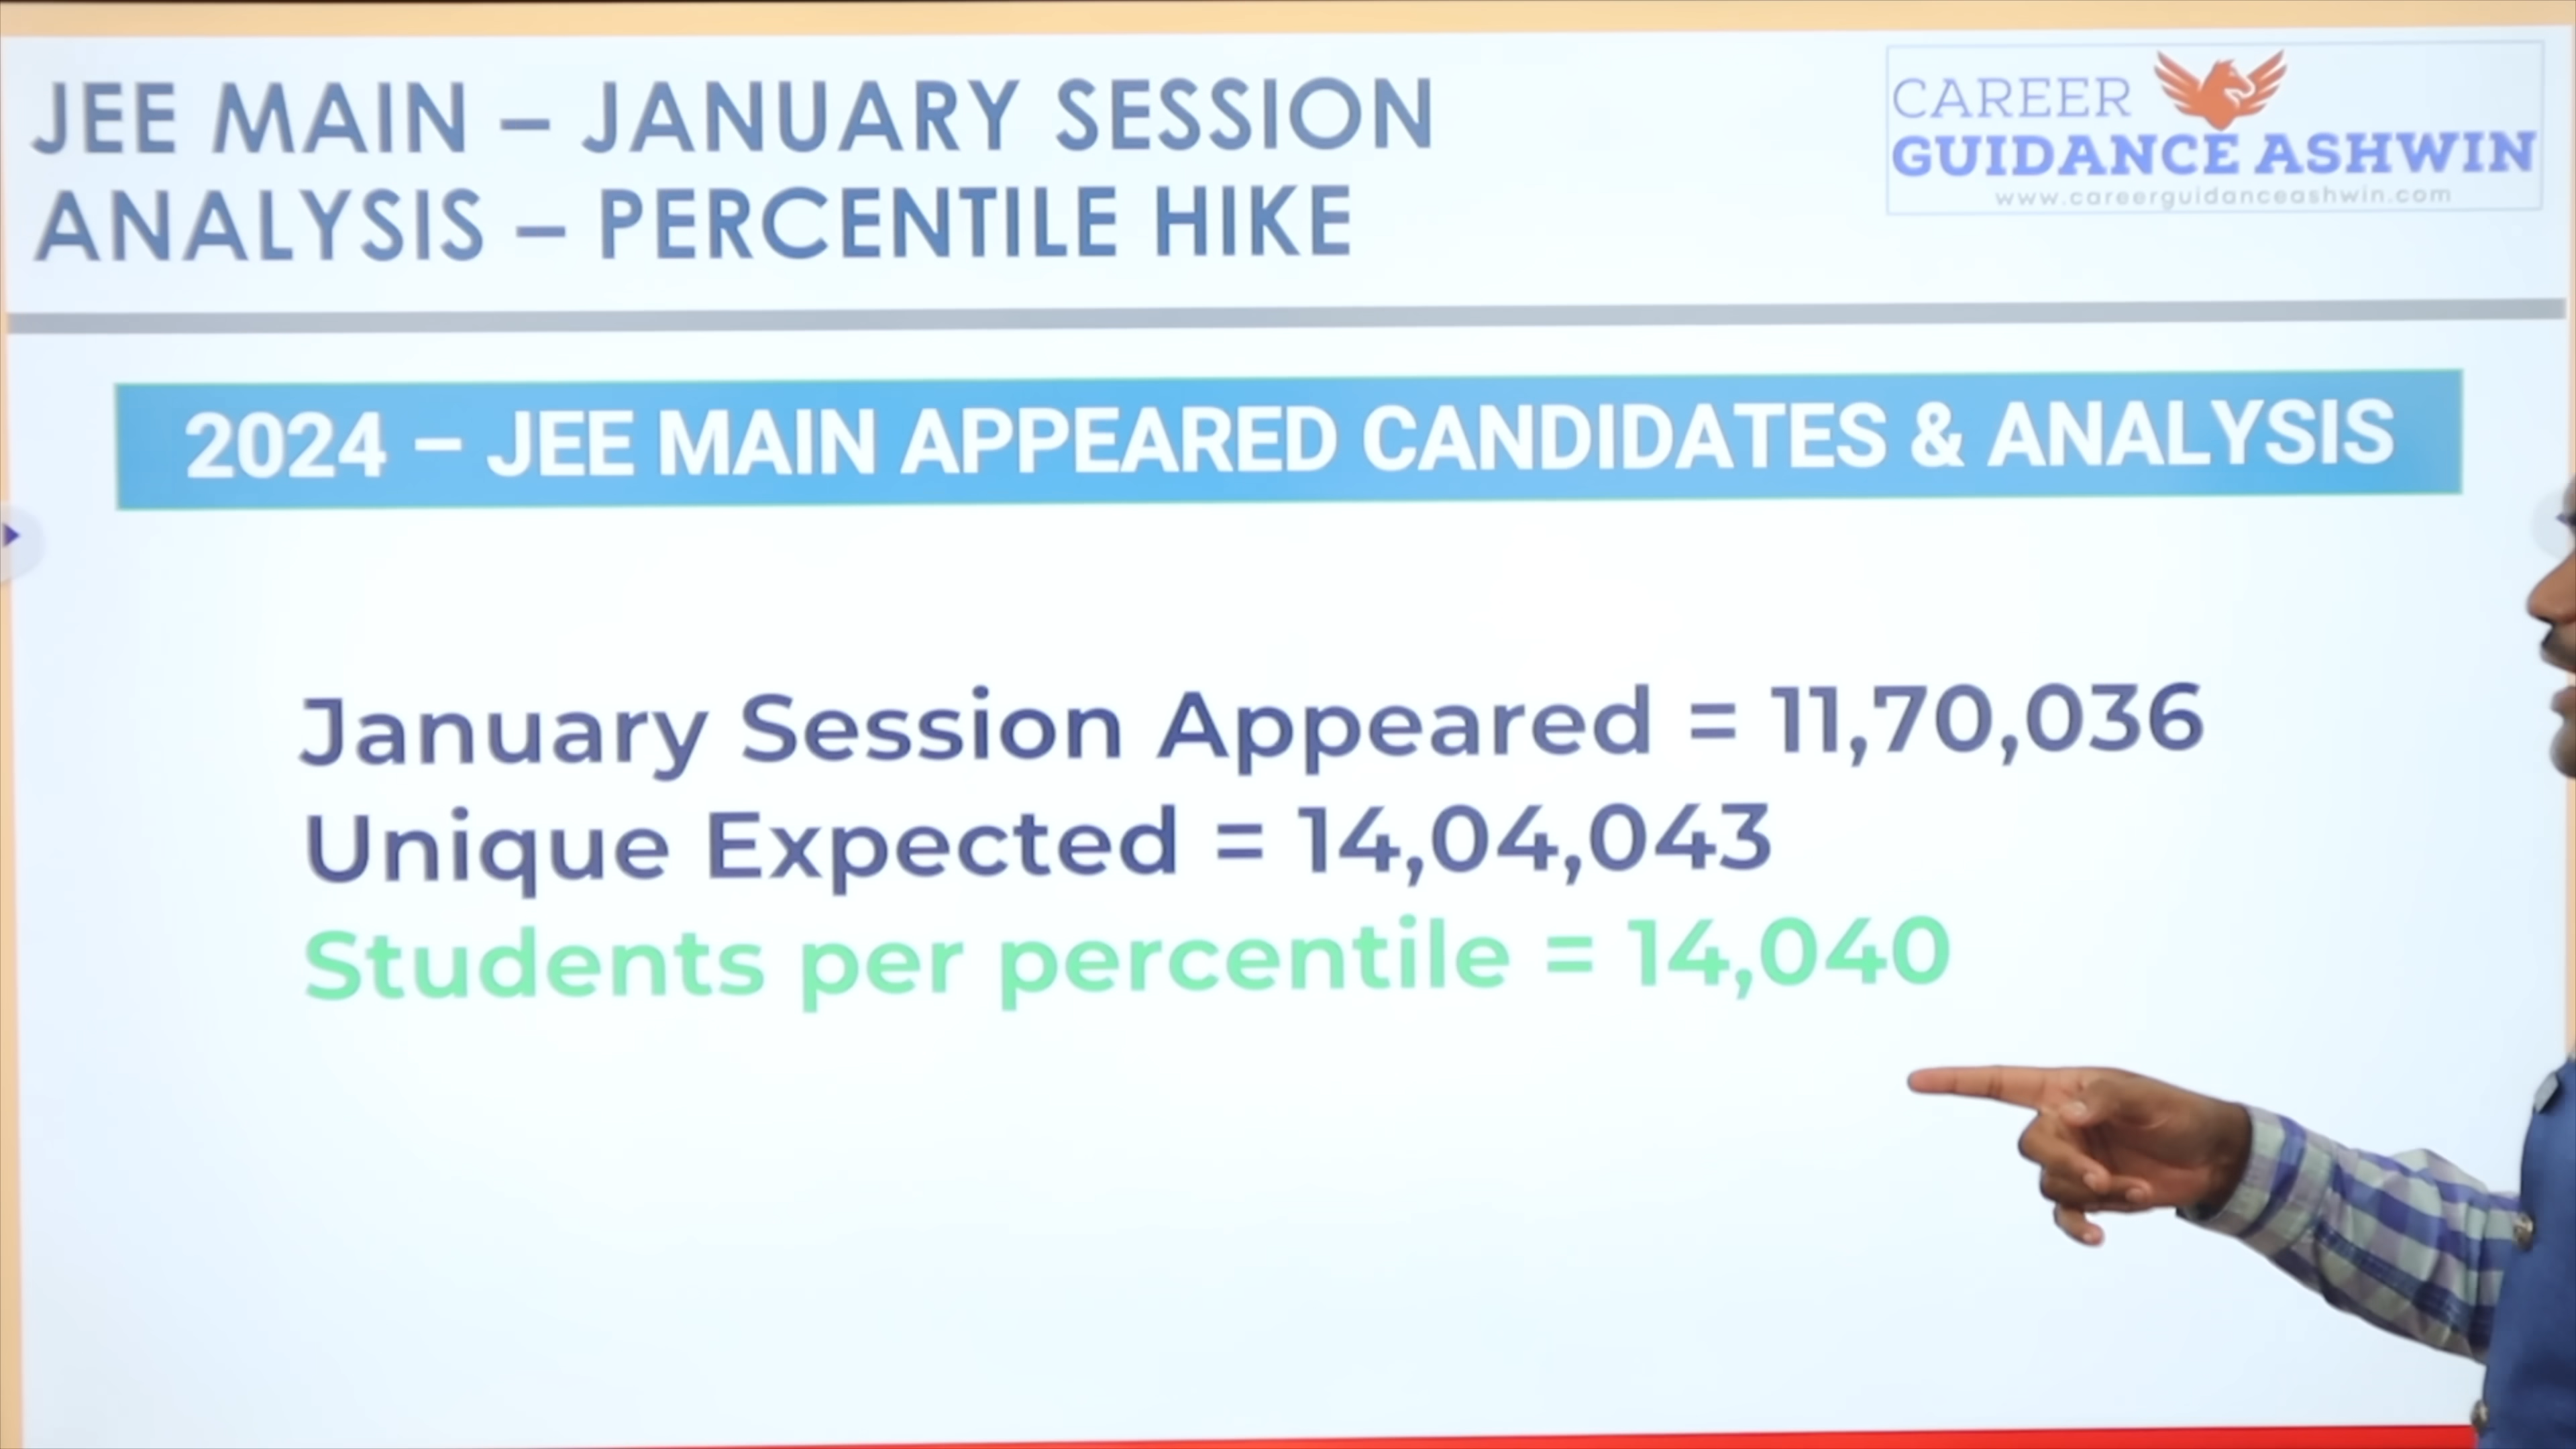 JEE MAIN – JANUARY SESSION
ANALYSIS – PERCENTILE HIKE
CAREER
GUIDANCE ASHWIN
www.careerguidanceashwin.com
2024 – JEE MAIN APPEARED CANDIDATES & ANALYSIS
January Session Appeared = 11,70,036
Unique Expected = 14,04,043
Students per percentile = 14,040